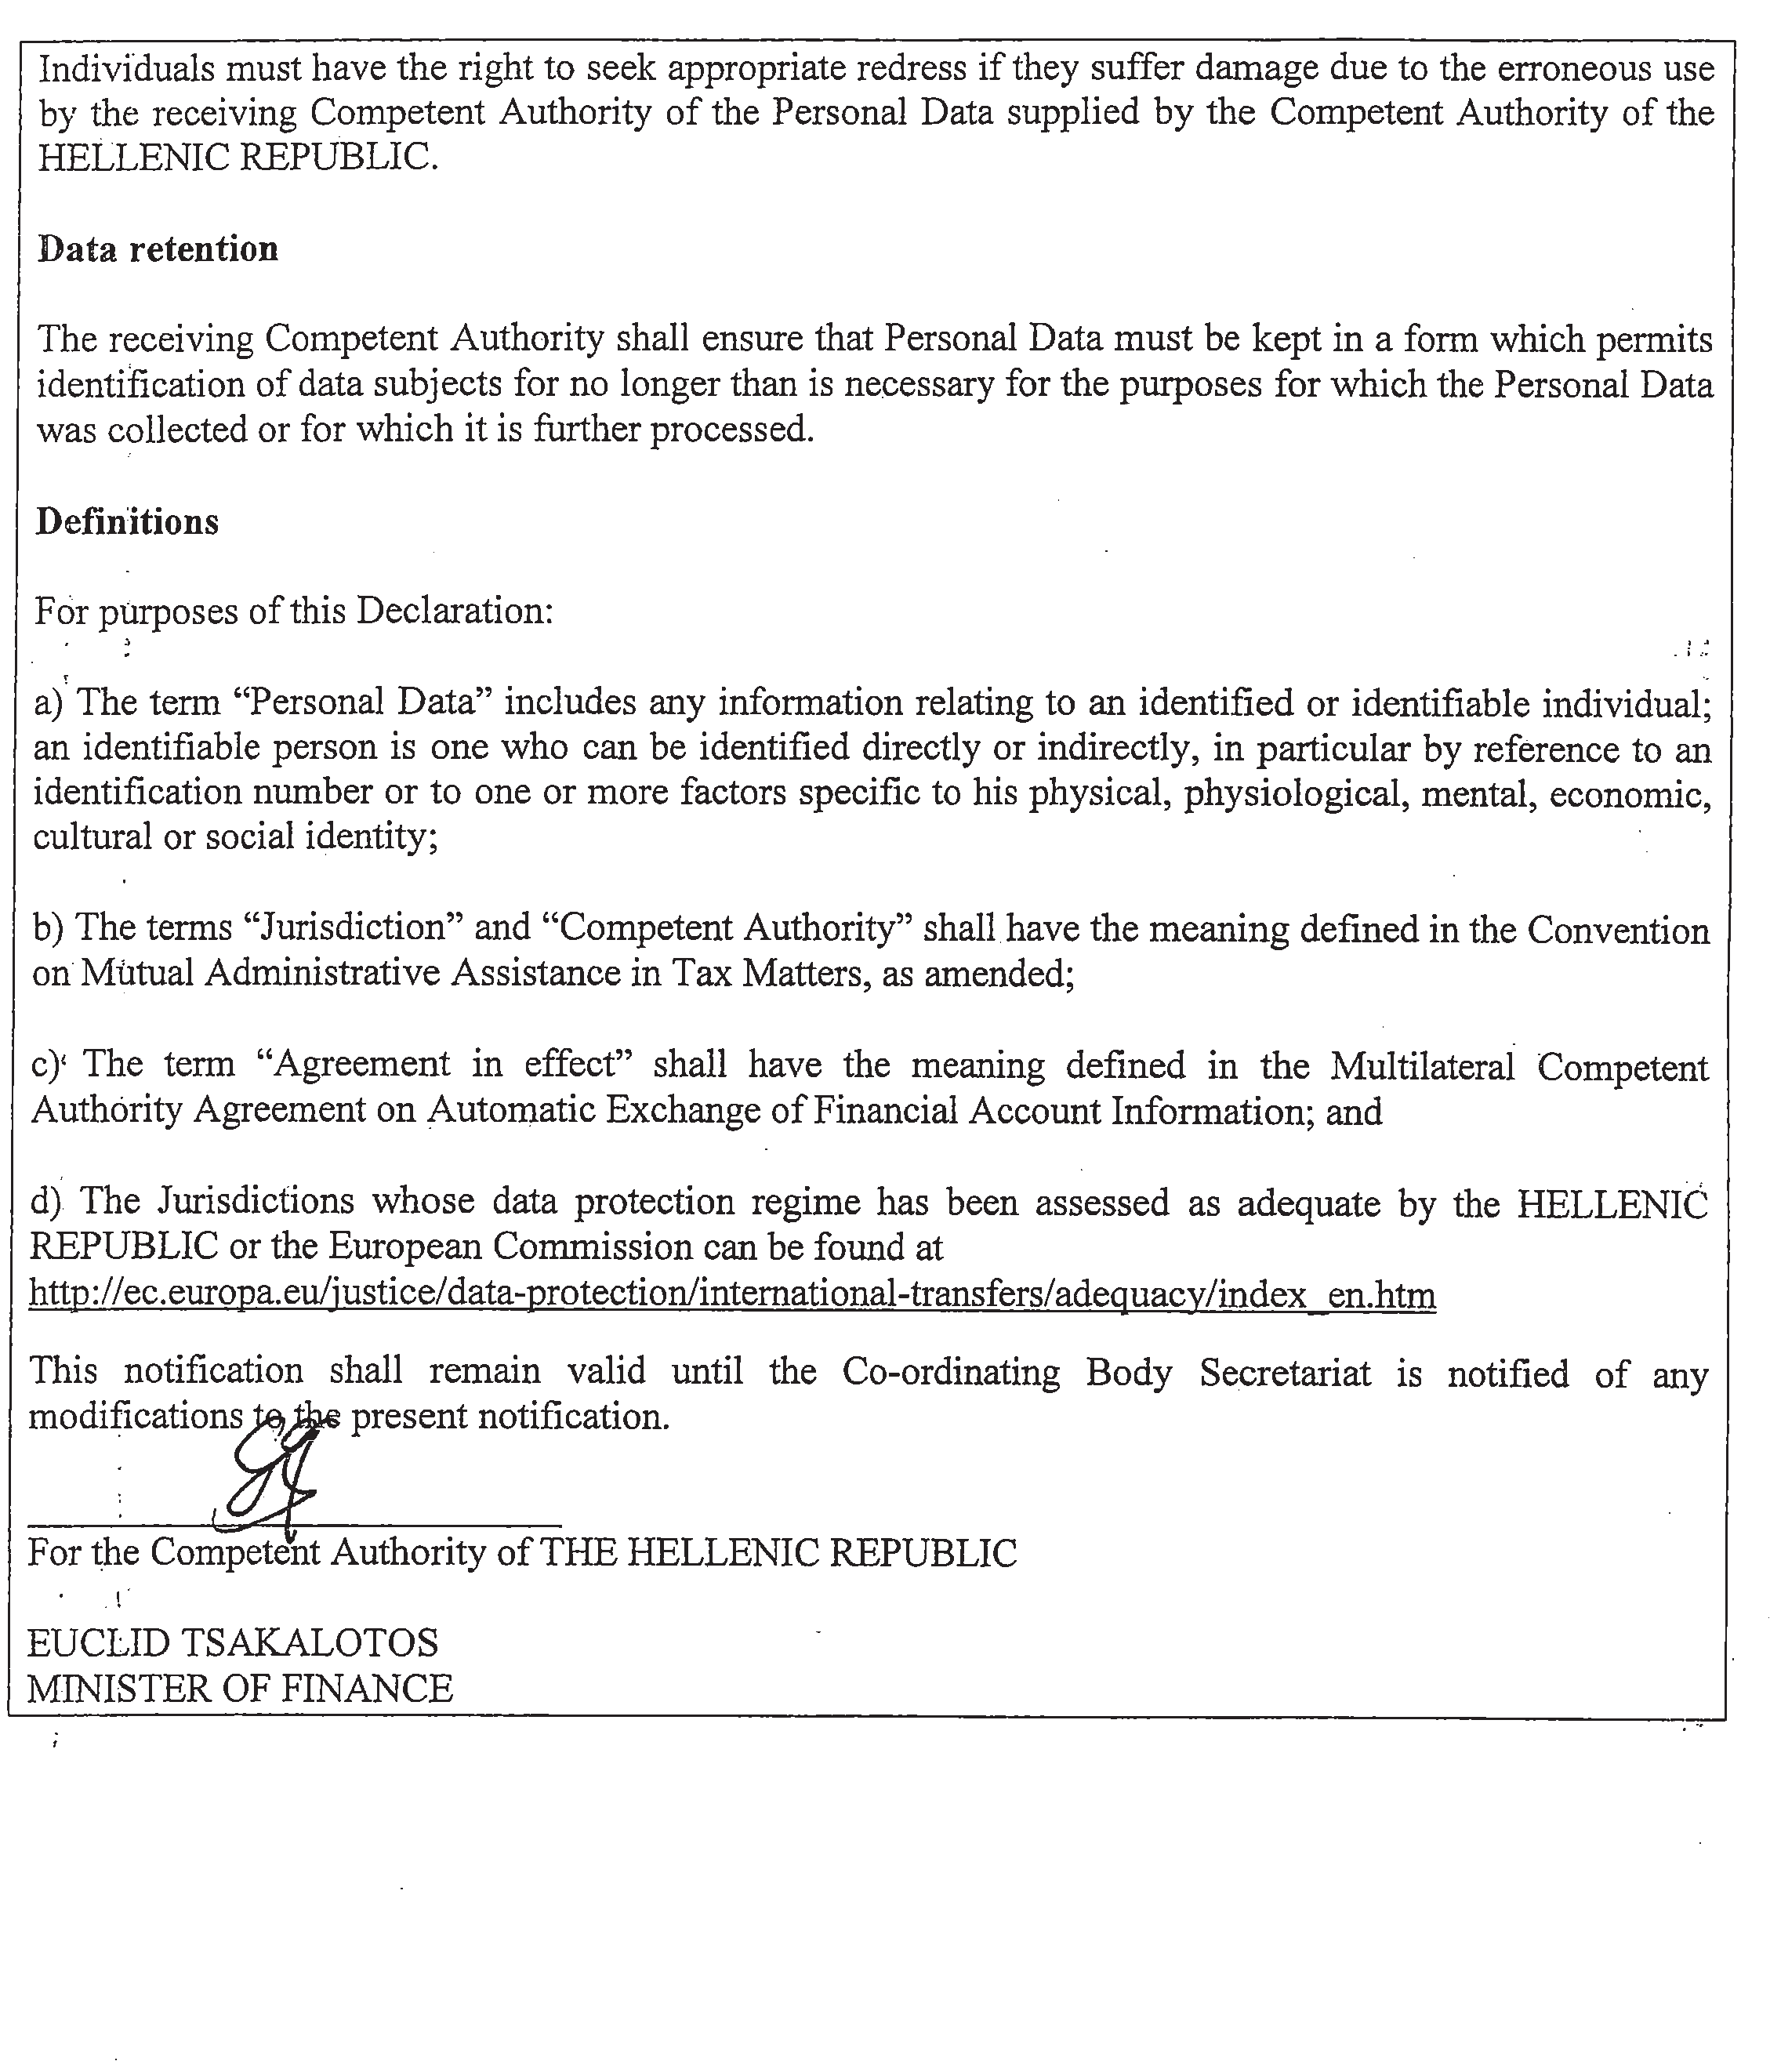 Individuals must have the right to seek appropriate redress if they suffer damage due to the erroneous use
by the receiving Competent Authority of the Personal Data supplied by the Competent Authority of the
HELLENIC REPUBLIC.
Data retention
The receiving Competent Authority shall ensure that Personal Data must be kept in a form which permits
identification of data subjects for no longer than is necessary for the purposes for which the Personal Data
was collected or for which it is further processed.
Definitions
For purposes of this Declaration:
a) The term “Personal Data” includes any information relating to an identified or identifiable individual;
an identifiable person is one who can be identified directly or indirectly, in particular by reference to an
identification number or to one or more factors specific to his physical, physiological, mental, economic,
cultural or social identity;
b) The terms “Jurisdiction” and “Competent Authority” shall have the meaning defined in the Convention
on Mutual Administrative Assistance in Tax Matters, as amended;
c) The term “Agreement in effect” shall have the meaning defined in the Multilateral Competent
Authority Agreement on Automatic Exchange of Financial Account Information; and
d) The Jurisdictions whose data protection regime has been assessed as adequate by the HELLENIC
REPUBLIC or the European Commission can be found at
http://ec.europa.eu/justice/data-protection/international-transfers/adequacy/index_en.htm
This notification shall remain valid until the Co-ordinating Body Secretariat is notified of any
modifications to the present notification.
For the Competent Authority of THE HELLENIC REPUBLIC
EUCLID TSAKALOTOS
MINISTER OF FINANCE